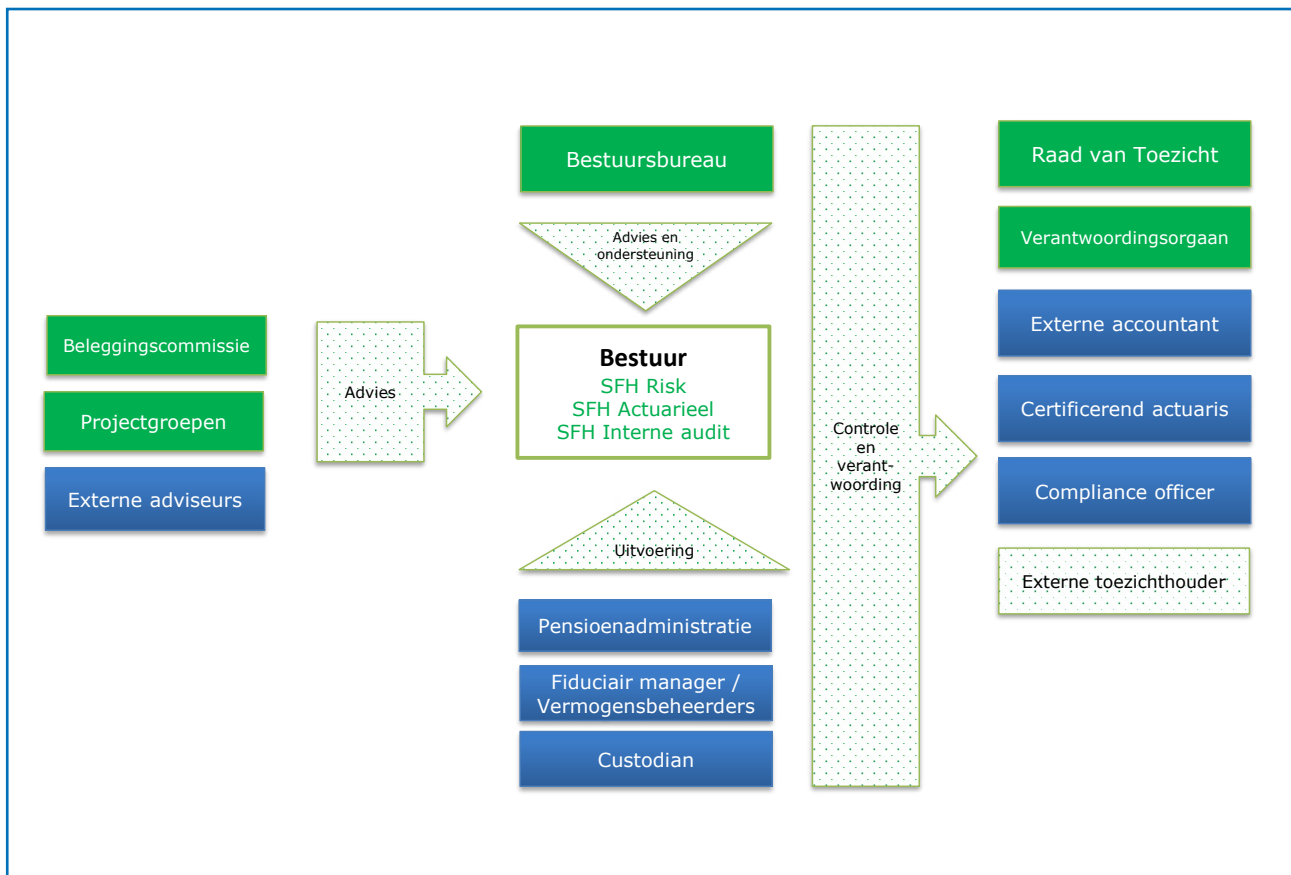 Beleggingscommissie
Projectgroepen
Externe adviseurs
Advies
Bestuursbureau
Advies en
ondersteuning
Bestuur
SFH Risk
SFH Actuarieel
SFH Interne audit
Uitvoering
Pensioenadministratie
Fiduciair manager /
Vermogensbeheerders
Custodian
Controle
en
verant-
woording
Raad van Toezicht
Verantwoordingsorgaan
Externe accountant
Certificerend actuaris
Compliance officer
Externe toezichthouder